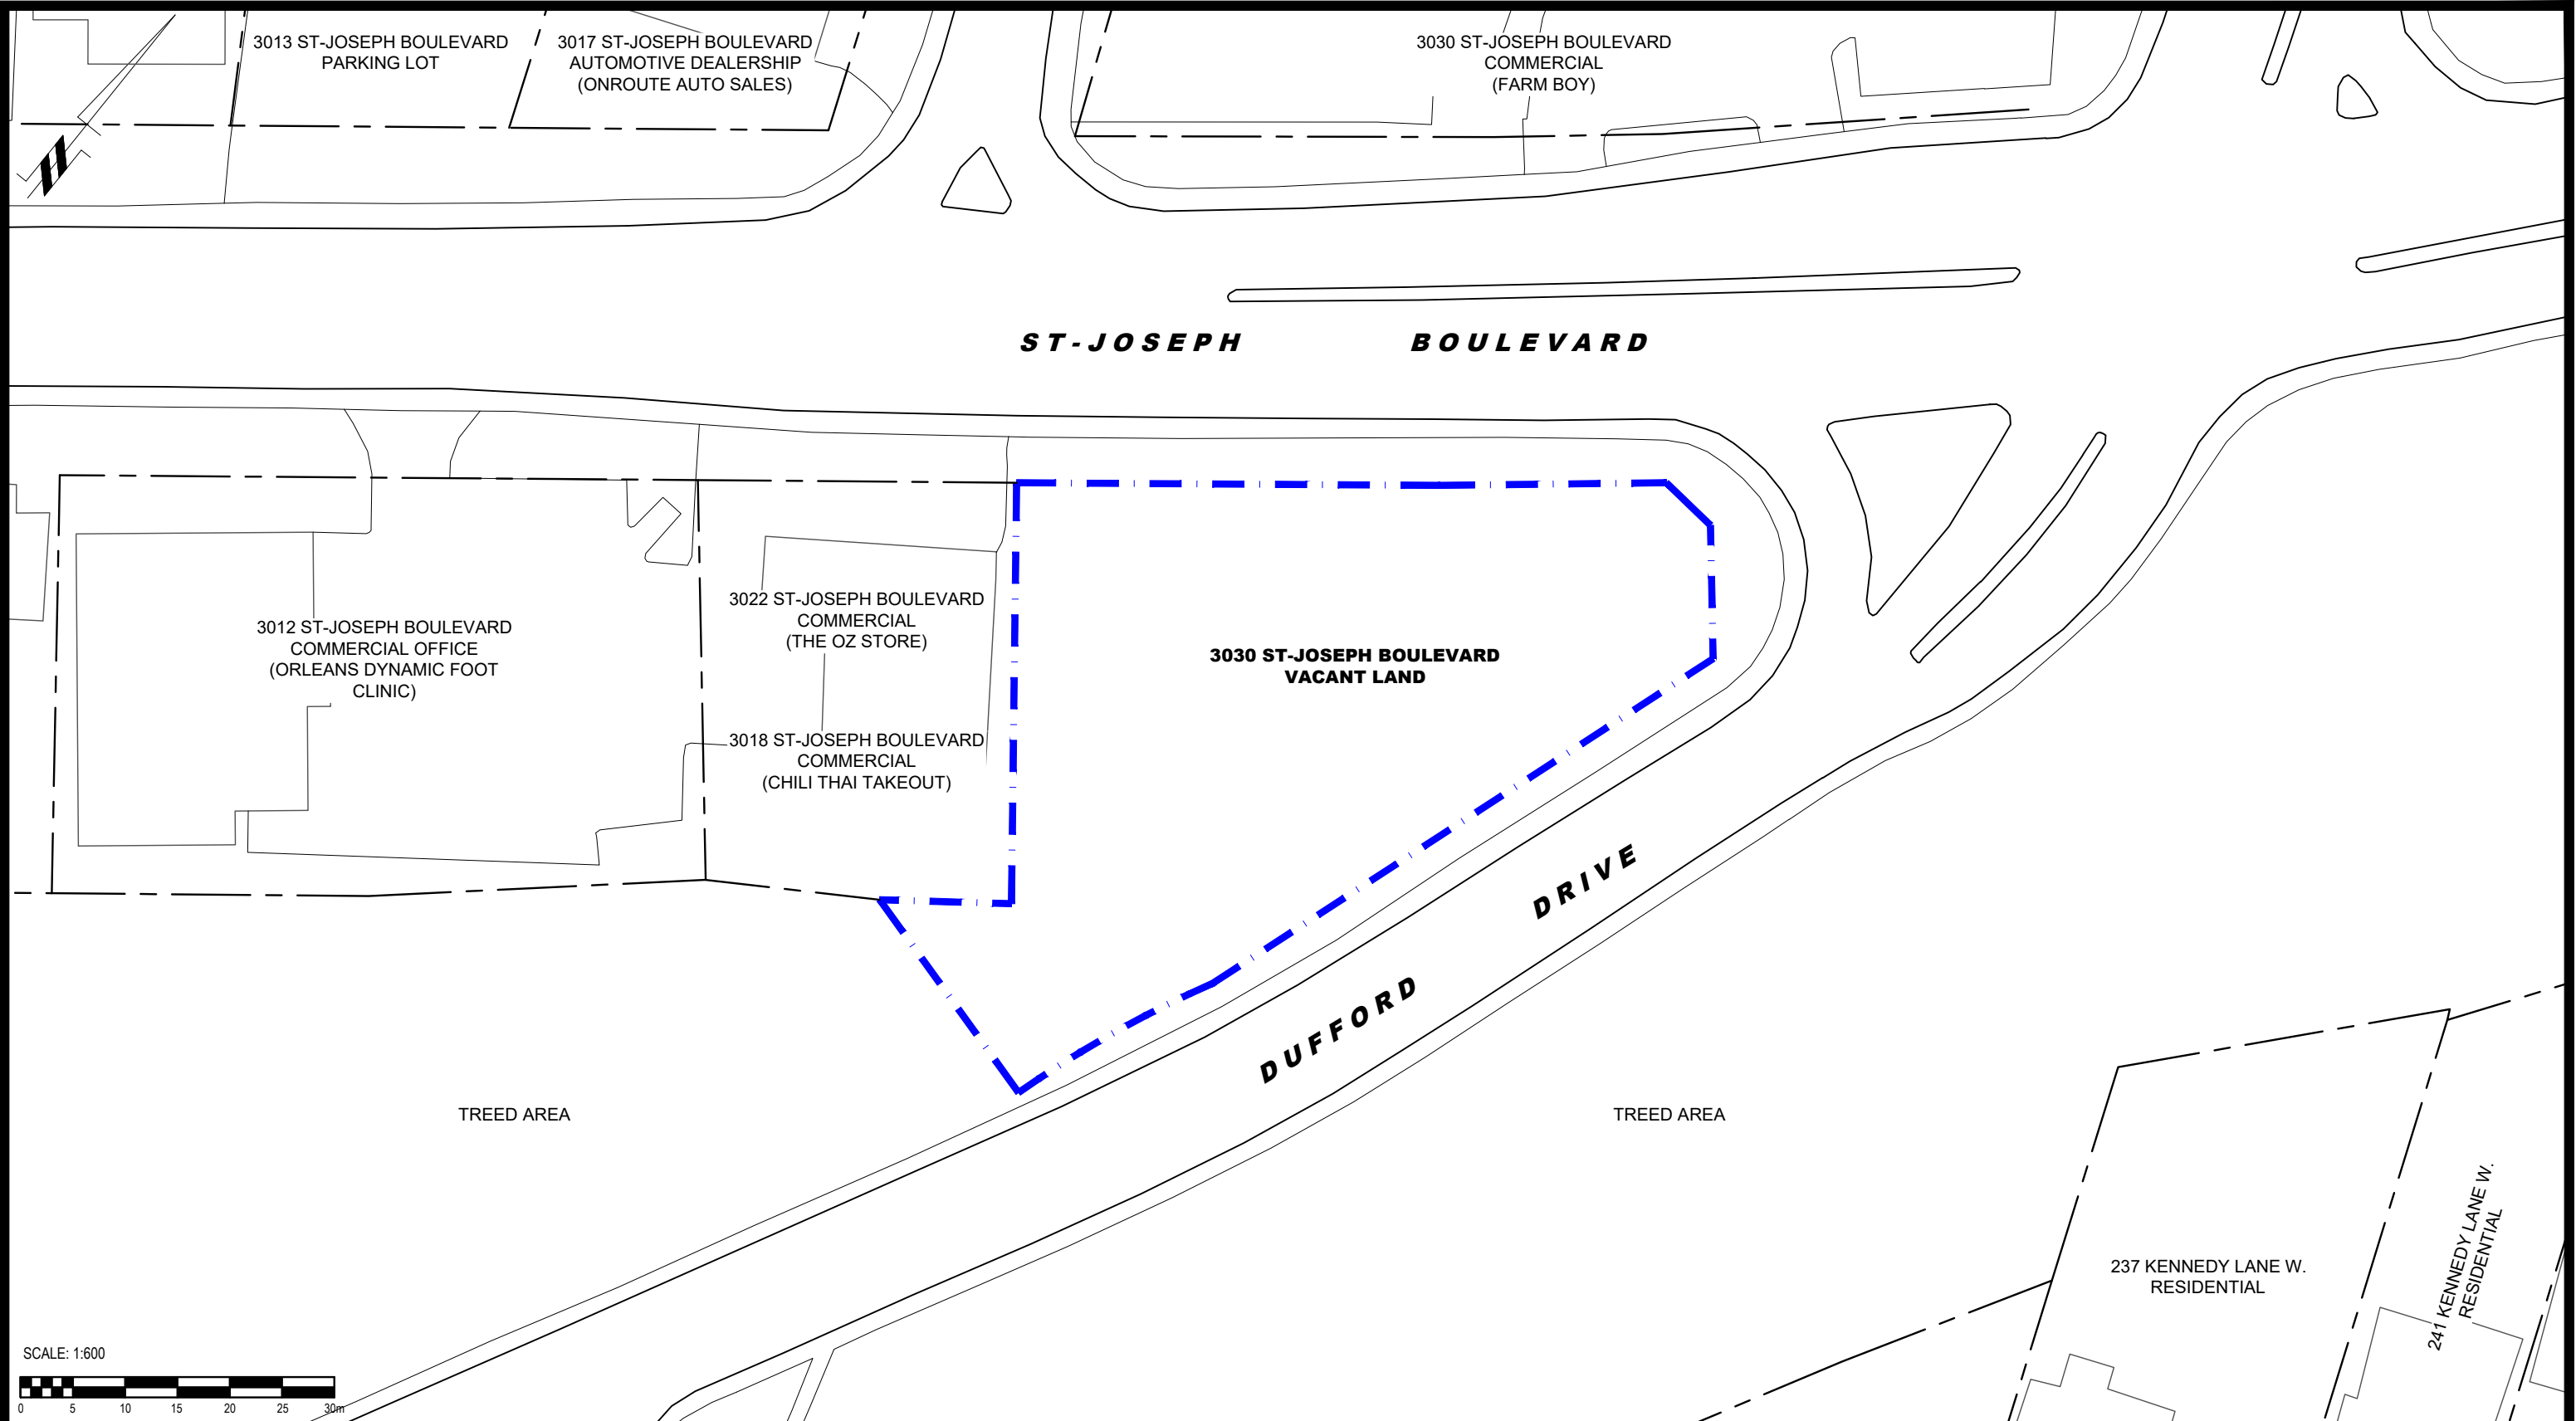 3013 ST-JOSEPH BOULEVARD
PARKING LOT
3017 ST-JOSEPH BOULEVARD
AUTOMOTIVE DEALERSHIP
(ONROUTE AUTO SALES)
3030 ST-JOSEPH BOULEVARD
COMMERCIAL
(FARM BOY)
ST-JOSEPH BOULEVARD
3012 ST-JOSEPH BOULEVARD
COMMERCIAL OFFICE
(ORLEANS DYNAMIC FOOT
CLINIC)
3022 ST-JOSEPH BOULEVARD
COMMERCIAL
(THE OZ STORE)
3018 ST-JOSEPH BOULEVARD
COMMERCIAL
(CHILI THAI TAKEOUT)
3030 ST-JOSEPH BOULEVARD
VACANT LAND
DUFFORD DRIVE
TREED AREA
TREED AREA
237 KENNEDY LANE W.
RESIDENTIAL
241 KENNEDY LANE W.
RESIDENTIAL
SCALE: 1:600
0 5 10 15 20 25 30m